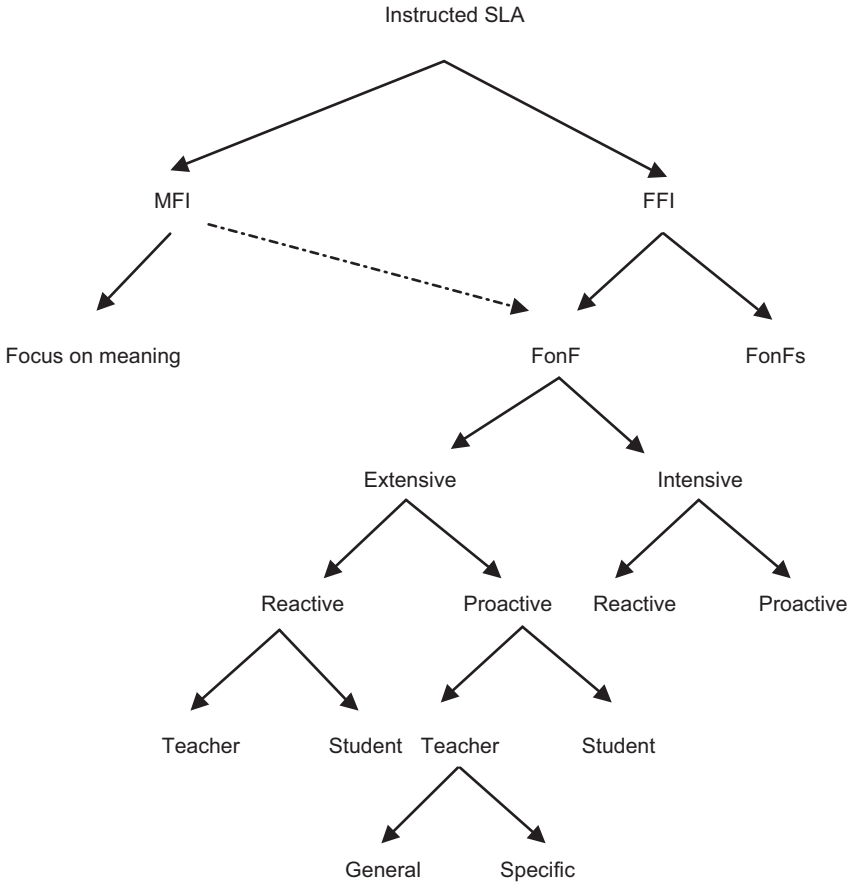 Instructed SLA
MFI FFI
Focus on meaning FonF FonFs
Extensive Intensive
Reactive Proactive Reactive Proactive
Teacher Student Teacher Student
General Specific